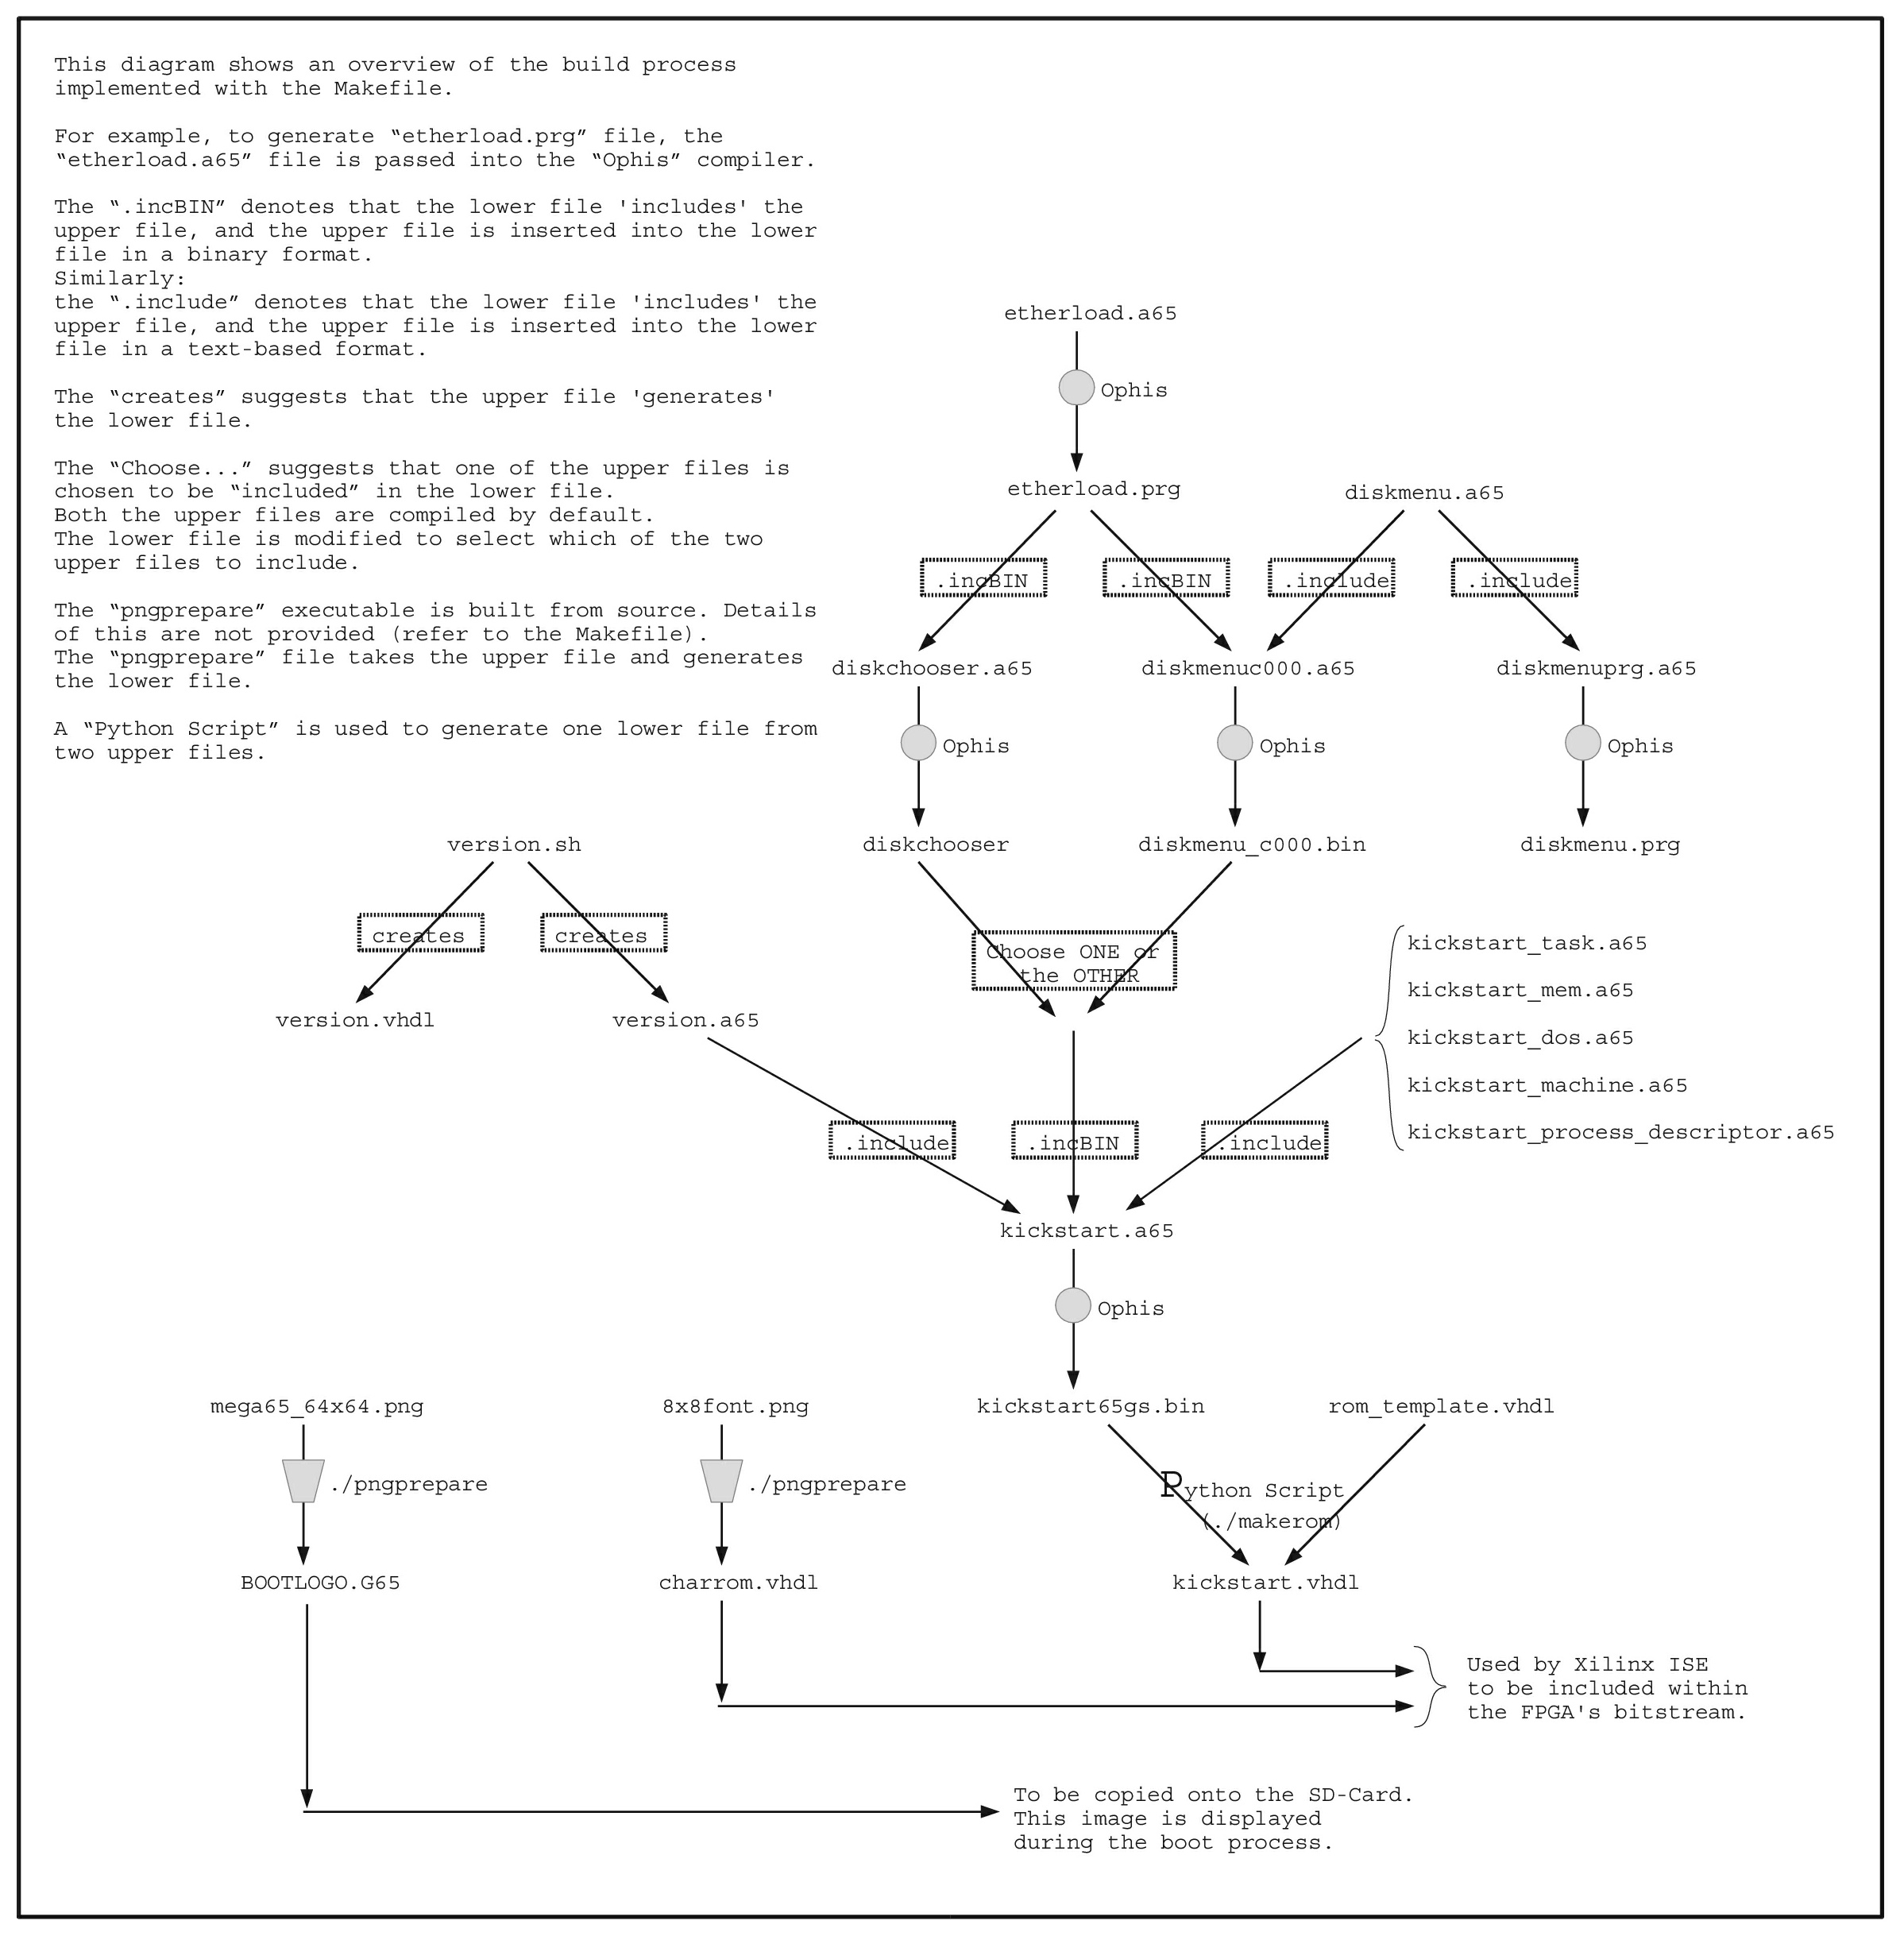 This diagram shows an overview of the build process
implemented with the Makefile.
For example, to generate “etherload.prg” file, the
“etherload.a65” file is passed into the “Ophis” compiler.
The “.incBIN” denotes that the lower file 'includes' the
upper file, and the upper file is inserted into the lower
file in a binary format.
Similarly:
the “.include” denotes that the lower file 'includes' the
upper file, and the upper file is inserted into the lower
file in a text-based format.
The “creates” suggests that the upper file 'generates'
the lower file.
The “Choose...” suggests that one of the upper files is
chosen to be “included” in the lower file.
Both the upper files are compiled by default.
The lower file is modified to select which of the two
upper files to include.
The “pngprepare” executable is built from source. Details
of this are not provided (refer to the Makefile).
The “pngprepare” file takes the upper file and generates
the lower file.
A “Python Script” is used to generate one lower file from
two upper files.
etherload.a65
Ophis
etherload.prg
diskmenu.a65
.incBIN
.incBIN
.include
.include
diskchooser.a65
diskmenuc000.a65
diskmenuprg.a65
Ophis
Ophis
Ophis
version.sh
diskchooser
diskmenu_c000.bin
diskmenu.prg
creates
creates
Choose ONE or
the OTHER
kickstart_task.a65
kickstart_mem.a65
kickstart_dos.a65
kickstart_machine.a65
kickstart_process_descriptor.a65
version.vhdl
version.a65
.include
.incBIN
.include
kickstart.a65
Ophis
mega65_64x64.png
8x8font.png
kickstart65gs.bin
rom_template.vhdl
./pngprepare
./pngprepare
Python Script
(./makerom)
BOOTLOGO.G65
charrom.vhdl
kickstart.vhdl
Used by Xilinx ISE
to be included within
the FPGA's bitstream.
To be copied onto the SD-Card.
This image is displayed
during the boot process.